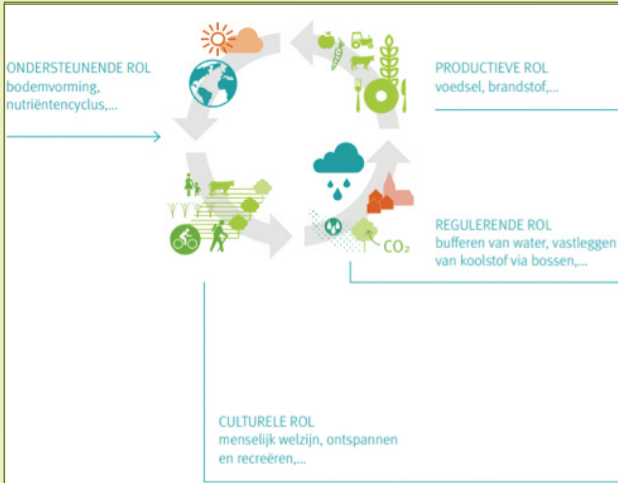 ONDERSTEUNENDE ROL
bodemvorming,
nutriëntencyclus,...
PRODUCTIEVE ROL
voedsel, brandstof,...
REGULERENDE ROL
bufferen van water, vastleggen
van koolstof via bossen,...
CO₂
CULTURELE ROL
menselijk welzijn, ontspannen
en recreëren,...